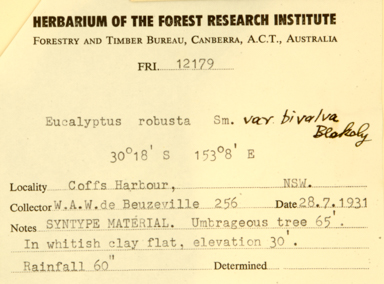 HERBARIUM OF THE FOREST RESEARCH INSTITUTE
FORESTRY AND TIMBER BUREAU, CANBERRA, A.C.T., AUSTRALIA
FRI. 12179
Eucalyptus robusta Sm. var bivalva
Blakely
30°18' S 153°8' E
Locality Coffs Harbour, NSW.
Collector W.A.W.de Beuzeville 256 Date 28.7.1931
Notes SYNTYPE MATERIAL. Umbrageous tree 65'.
In whitish clay flat, elevation 30'.
Rainfall 60" Determined